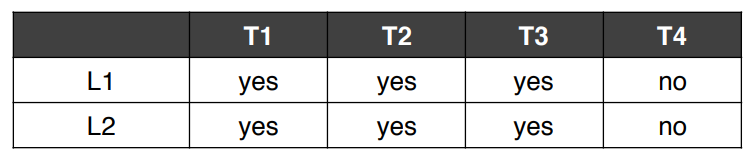 T1 T2 T3 T4
L1 yes yes yes no
L2 yes yes yes no